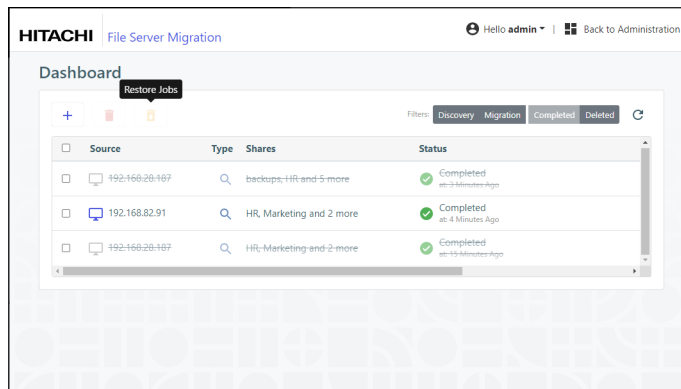 HITACHI File Server Migration
Hello admin | Back to Administration
Dashboard
Restore Jobs
Filters: Discovery Migration Completed Deleted
Source Type Shares Status
192.168.28.187 backups, HR and 5 more Completed
at: 3 Minutes Ago
192.168.82.91 HR, Marketing and 2 more Completed
at: 4 Minutes Ago
192.168.28.187 HR, Marketing and 2 more Completed
at: 15 Minutes Ago